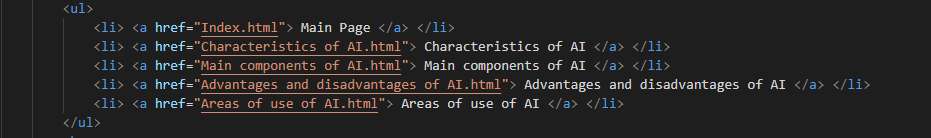 <ul>
<li> <a href="Index.html"> Main Page </a> </li>
<li> <a href="Characteristics of AI.html"> Characteristics of AI </a> </li>
<li> <a href="Main components of AI.html"> Main components of AI </a> </li>
<li> <a href="Advantages and disadvantages of AI.html"> Advantages and disadvantages of AI </a> </li>
<li> <a href="Areas of use of AI.html"> Areas of use of AI </a> </li>
</ul>